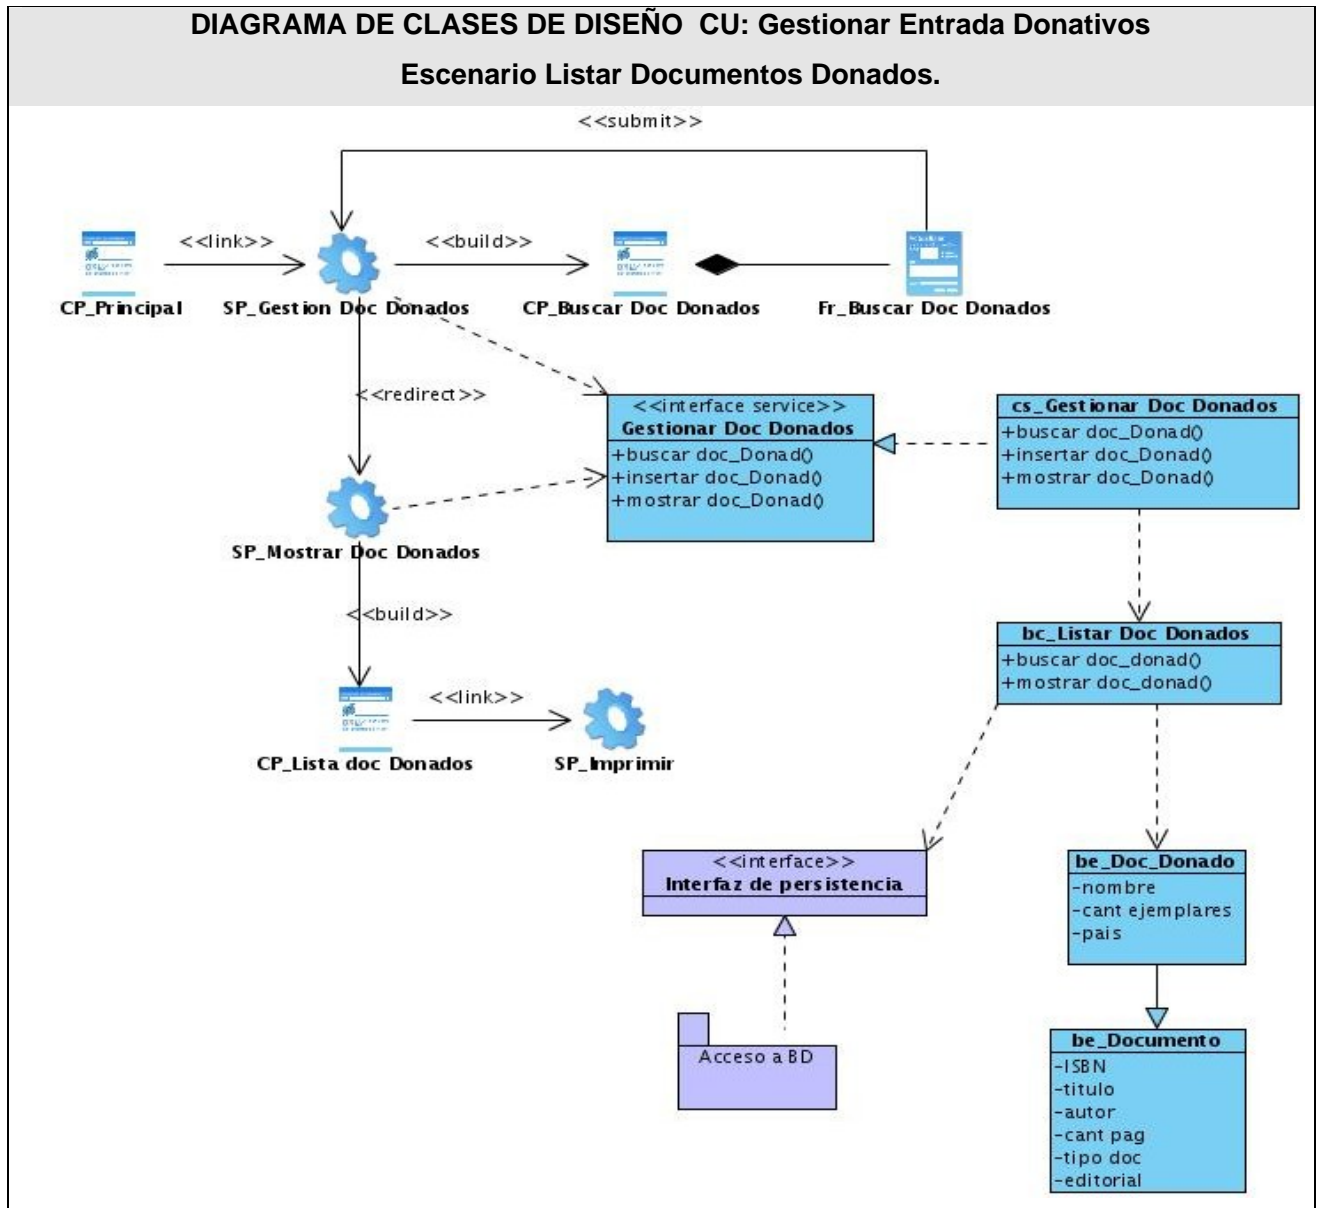 DIAGRAMA DE CLASES DE DISEÑO CU: Gestionar Entrada Donativos
Escenario Listar Documentos Donados.
<<submit>>
<<link>>
<<build>>
CP_Principal
SP_Gestion Doc Donados
CP_Buscar Doc Donados
Fr_Buscar Doc Donados
<<redirect>>
<<interface service>>
Gestionar Doc Donados
+buscar doc_Donad()
+insertar doc_Donad()
+mostrar doc_Donad()
cs_Gestionar Doc Donados
+buscar doc_Donad()
+insertar doc_Donad()
+mostrar doc_Donad()
SP_Mostrar Doc Donados
<<build>>
bc_Listar Doc Donados
+buscar doc_donad()
+mostrar doc_donad()
<<link>>
CP_Lista doc Donados
SP_Imprimir
<<interface>>
Interfaz de persistencia
be_Doc_Donado
-nombre
-cant ejemplares
-pais
Acceso a BD
be_Documento
-ISBN
-titulo
-autor
-cant pag
-tipo doc
-editorial